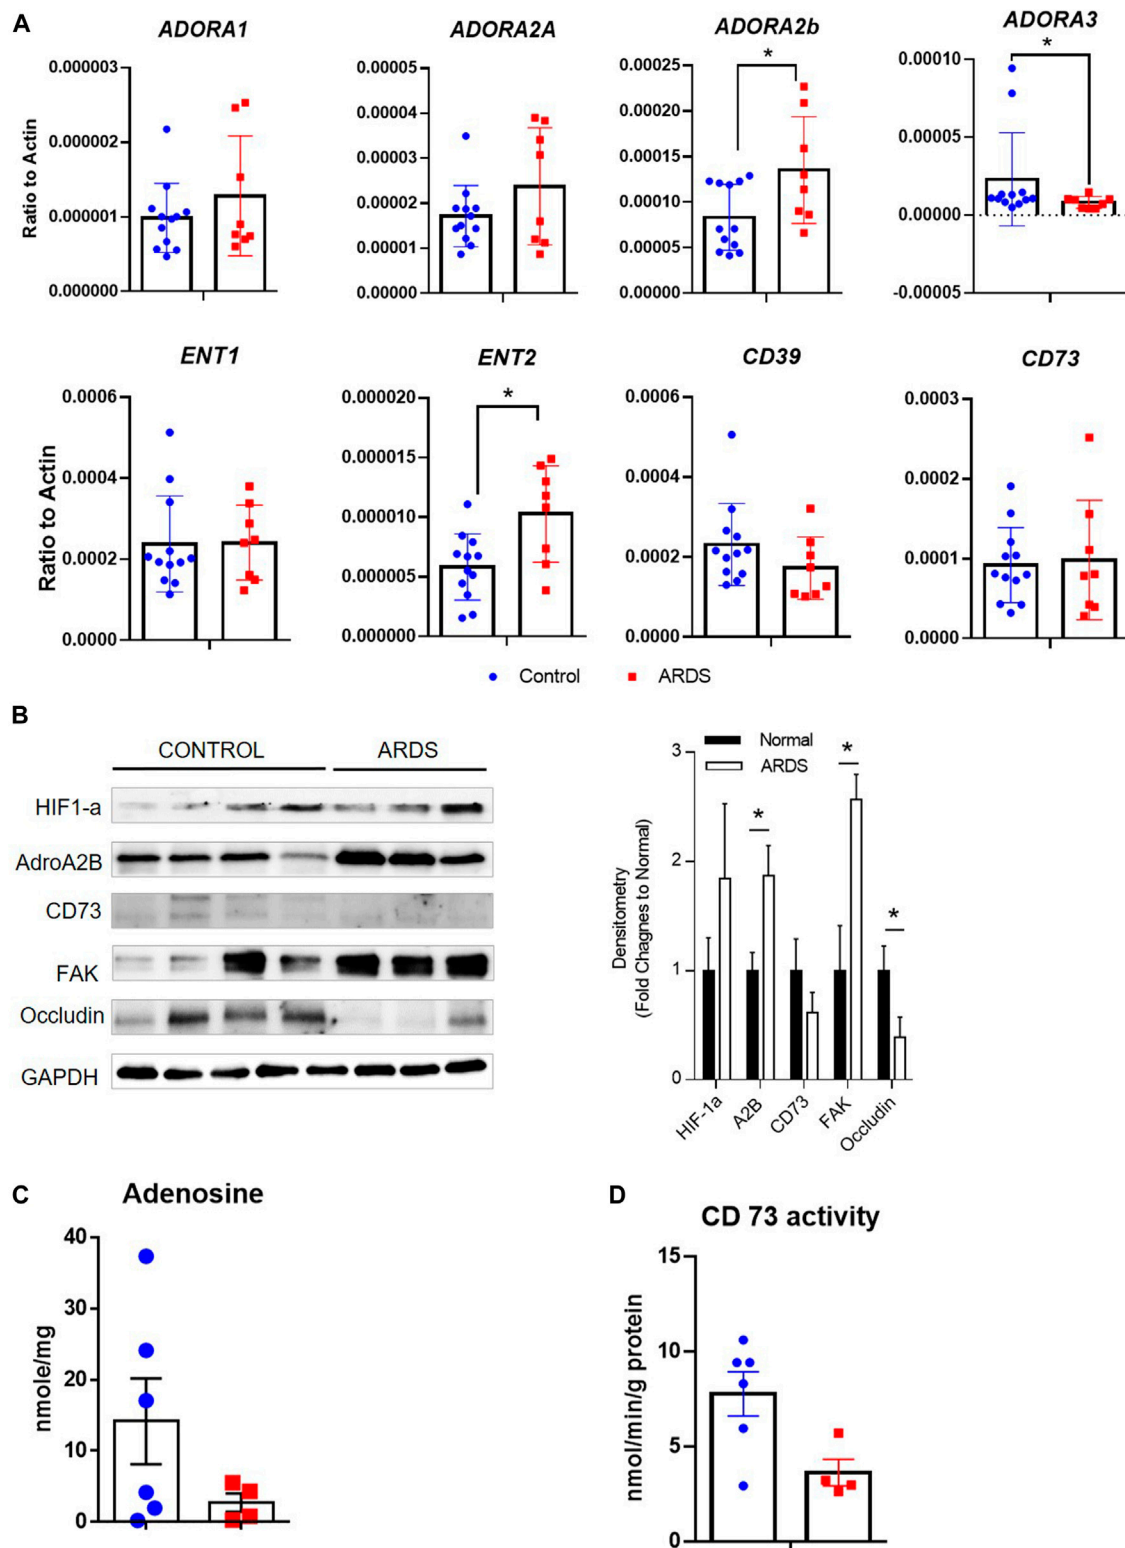 A
ADORA1
ADORA2A
ADORA2b
ADORA3
Ratio to Actin
0.000003
0.000002
0.000001
0.000000
0.00005
0.00004
0.00003
0.00002
0.00001
0.00000
*
0.00025
0.00020
0.00015
0.00010
0.00005
0.00000
*
0.00010
0.00005
0.00000
-0.00005
ENT1
ENT2
CD39
CD73
Ratio to Actin
0.0006
0.0004
0.0002
0.0000
*
0.000020
0.000015
0.000010
0.000005
0.000000
0.0006
0.0004
0.0002
0.0000
0.0003
0.0002
0.0001
0.0000
Control
ARDS
B
CONTROL
ARDS
HIF1-a
AdroA2B
CD73
FAK
Occludin
GAPDH
Normal
ARDS
Densitometry
(Fold Chagnes to Normal)
3
2
1
0
*
*
*
HIF-1a
A2B
CD73
FAK
Occludin
C
Adenosine
nmole/mg
40
30
20
10
0
D
CD 73 activity
nmol/min/g protein
15
10
5
0